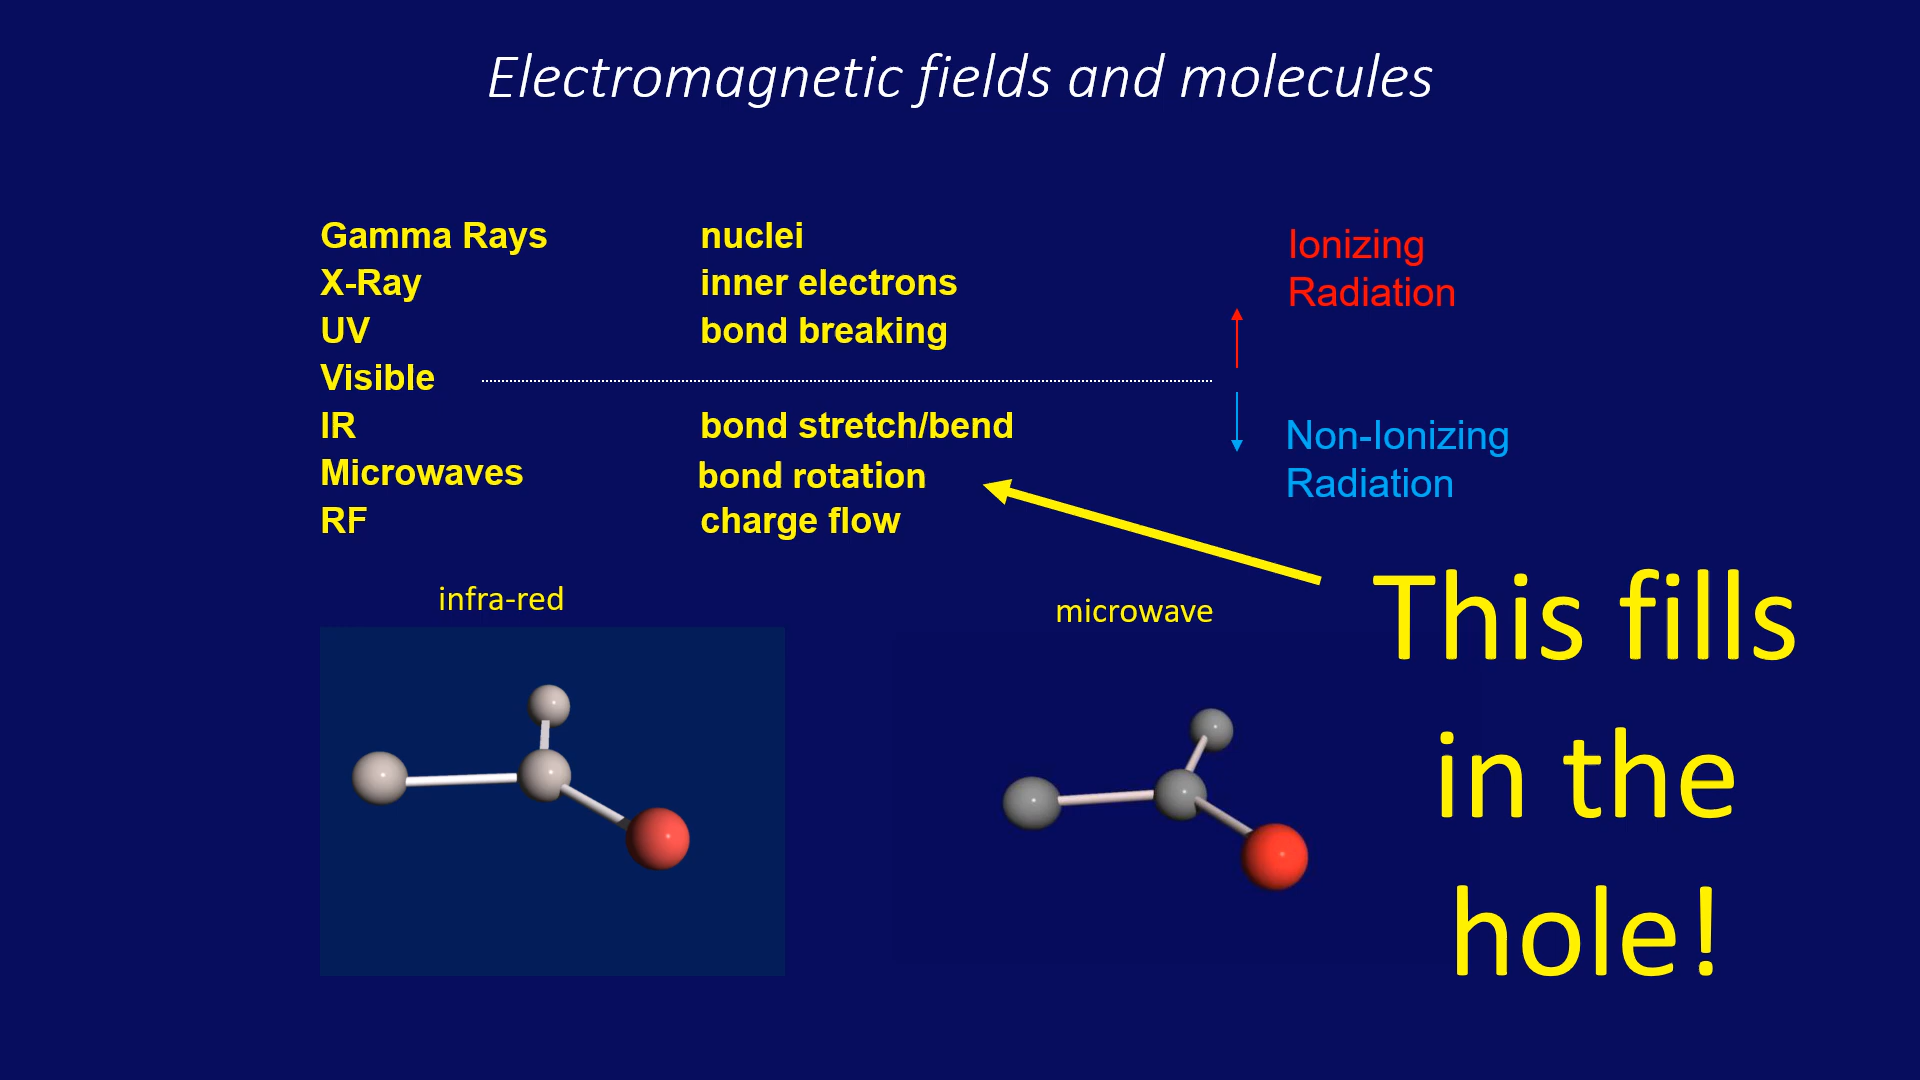 Electromagnetic fields and molecules
Gamma Rays nuclei
X-Ray inner electrons
UV bond breaking
Visible
IR bond stretch/bend
Microwaves bond rotation
RF charge flow
Ionizing
Radiation
Non-Ionizing
Radiation
infra-red
microwave
This fills
in the
hole!